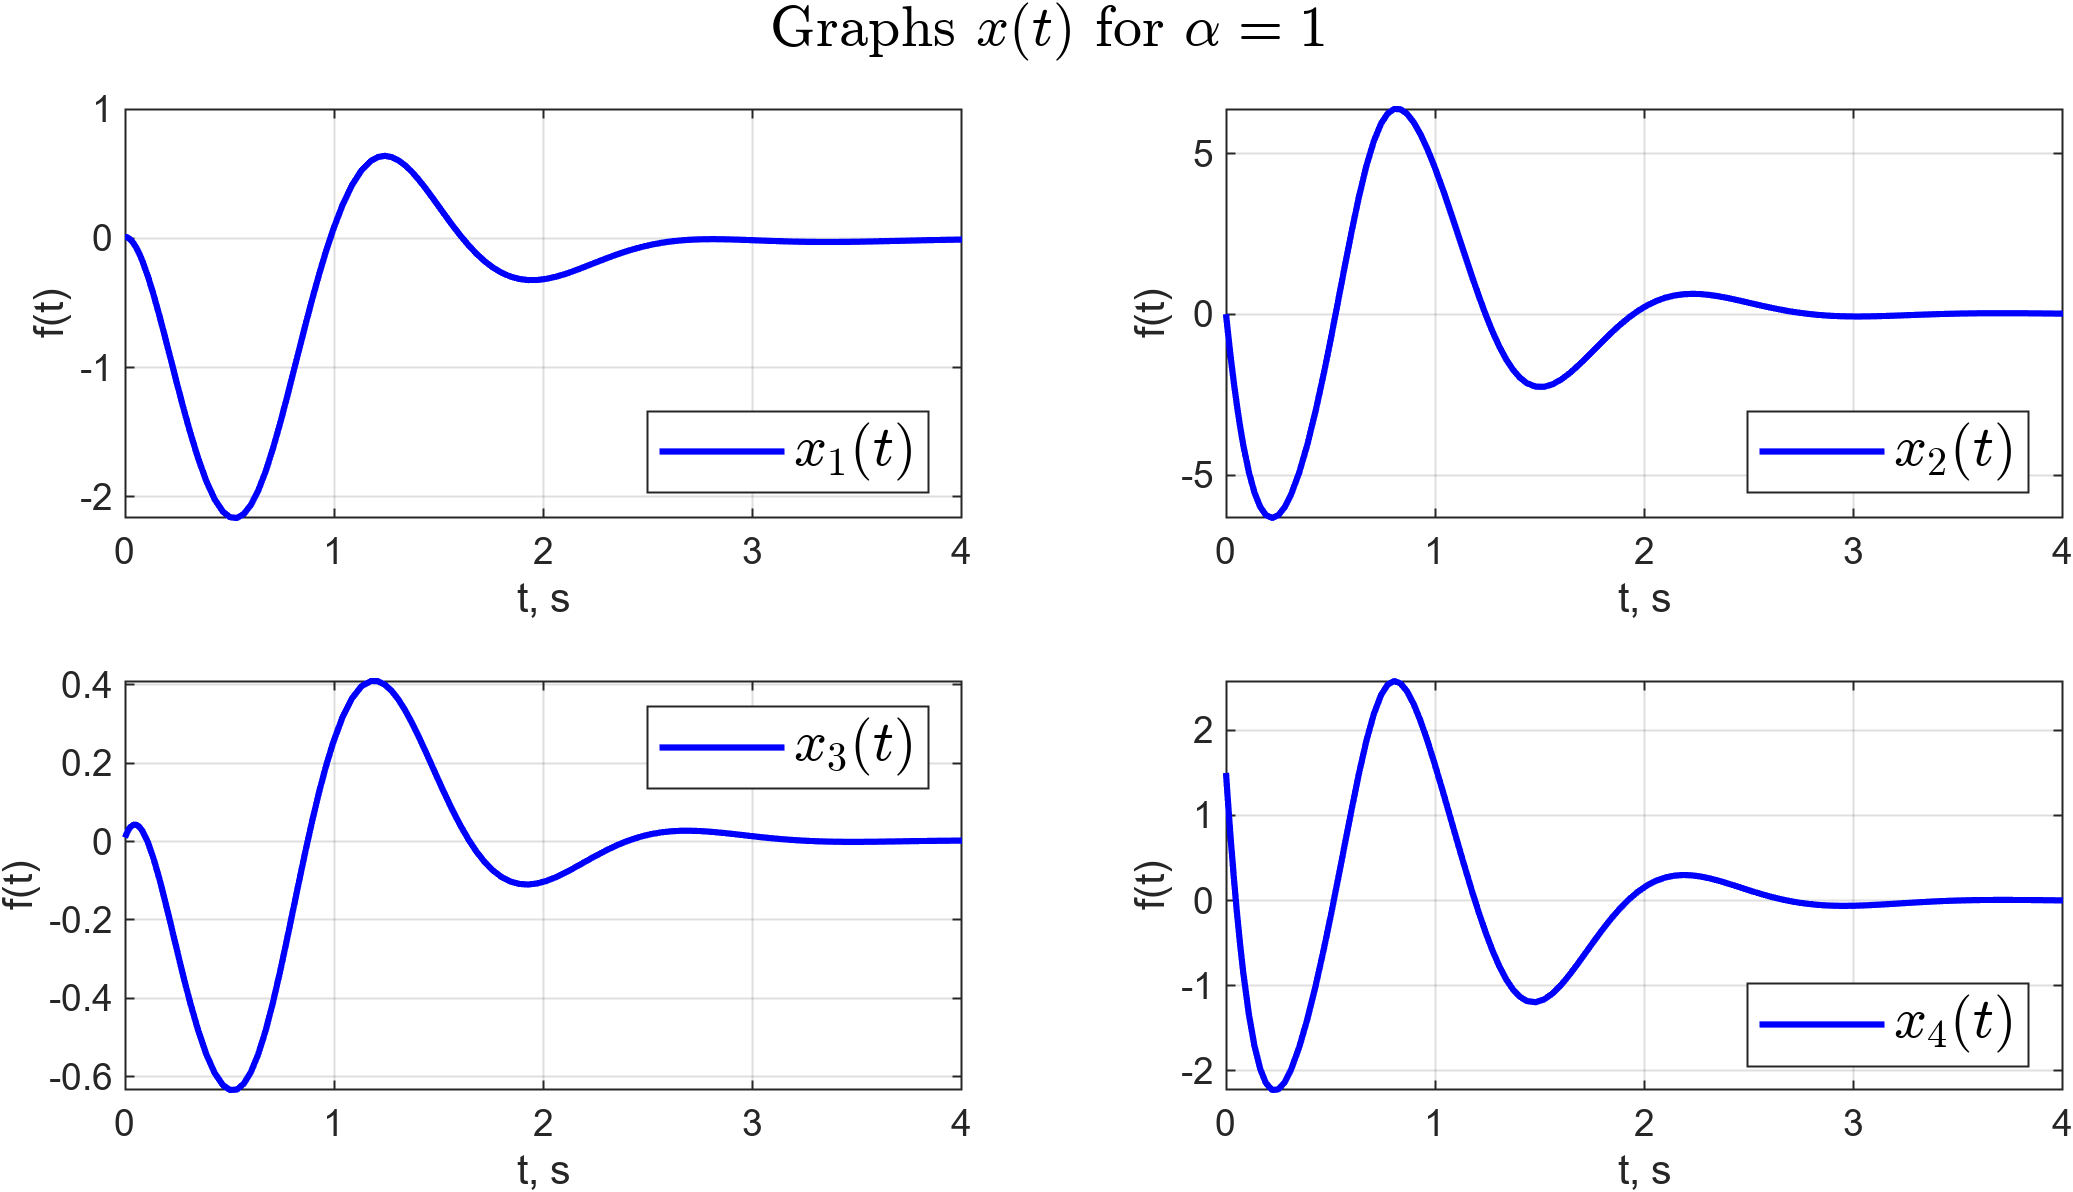 Graphs x(t) for α = 1
1
0
-1
-2
f(t)
x₁(t)
0 1 2 3 4
t, s
5
0
-5
f(t)
x₂(t)
0 1 2 3 4
t, s
0.4
0.2
0
-0.2
-0.4
-0.6
f(t)
x₃(t)
0 1 2 3 4
t, s
2
1
0
-1
-2
f(t)
x₄(t)
0 1 2 3 4
t, s